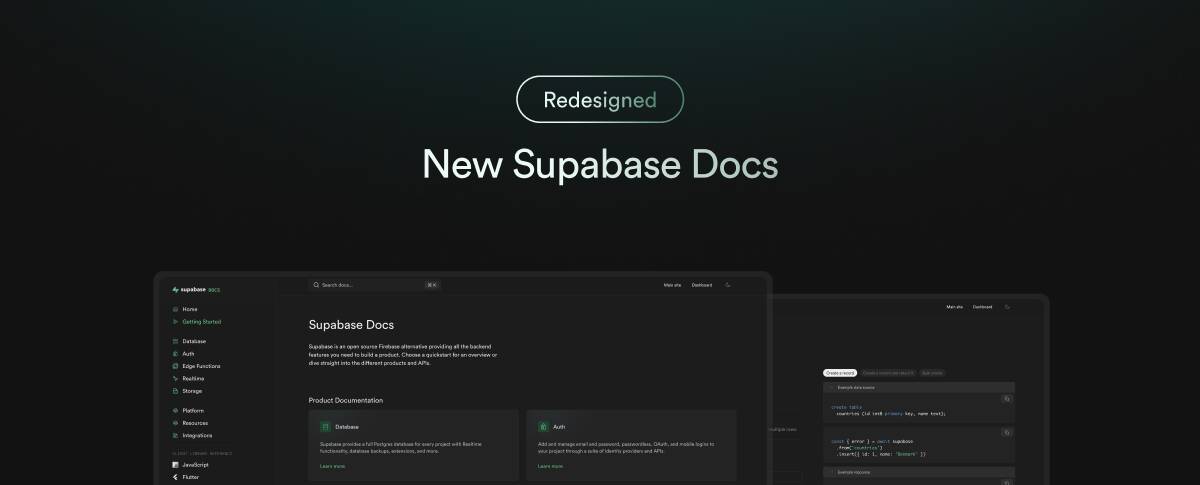 Redesigned
New Supabase Docs
supabase DOCS
Search docs...
⌘K
Main site
Dashboard
Home
Getting Started
Database
Auth
Edge Functions
Realtime
Storage
Platform
Resources
Integrations
CLIENT LIBRARY REFERENCE
JavaScript
Flutter
Supabase Docs
Supabase is an open source Firebase alternative providing all the backend
features you need to build a product. Choose a quickstart for an overview or
dive straight into the different products and APIs.
Product Documentation
Database
Supabase provides a full Postgres database for every project with Realtime
functionality, database backups, extensions, and more.
Learn more
Auth
Add and manage email and password, passwordless, OAuth, and mobile logins to
your project through a suite of identity providers and APIs.
Learn more
Main site
Dashboard
Create a record
Create a record and return it
Bulk create
Example data source
create table
countries (id int8 primary key, name text);
multiple rows
const { error } = await supabase
.from('countries')
.insert({ id: 1, name: 'Denmark' })
Example response